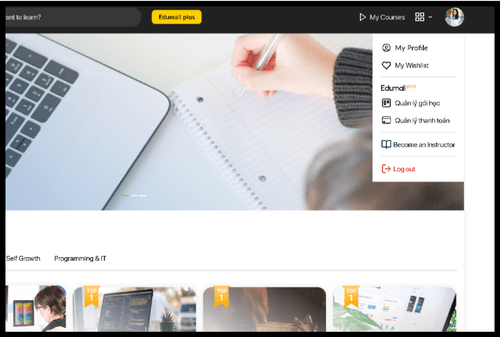 ant to learn?
Edumall plus
My Courses
My Profile
My Wishlist
Edumall plus
Quản lý gói học
Quản lý thanh toán
Become an Instructor
Log out
Self Growth
Programming & IT
TOP
1
TOP
1
TOP
1